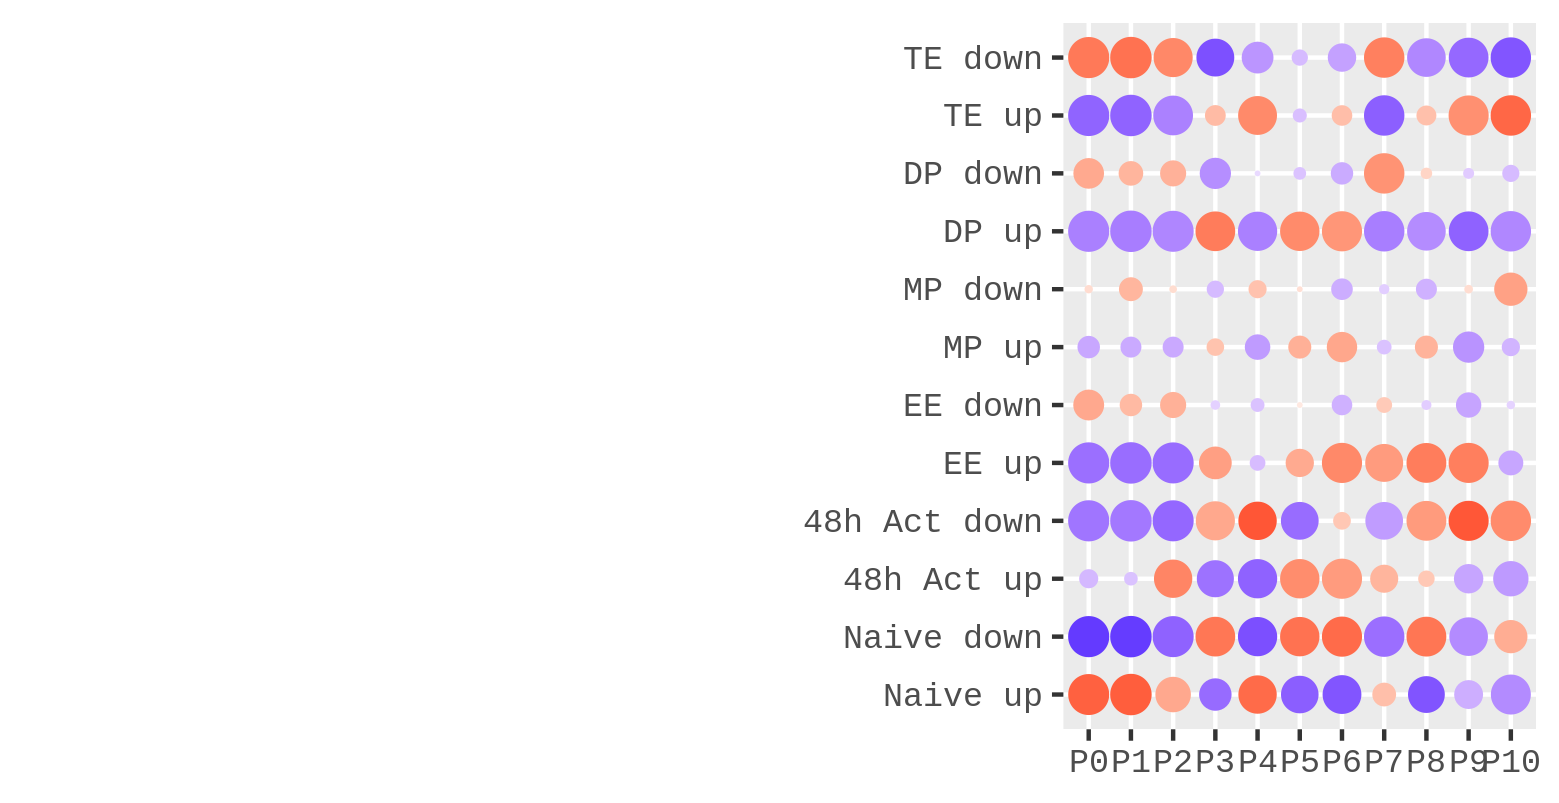 TE down
TE up
DP down
DP up
MP down
MP up
EE down
EE up
48h Act down
48h Act up
Naive down
Naive up
P0 P1 P2 P3 P4 P5 P6 P7 P8 P9 P10